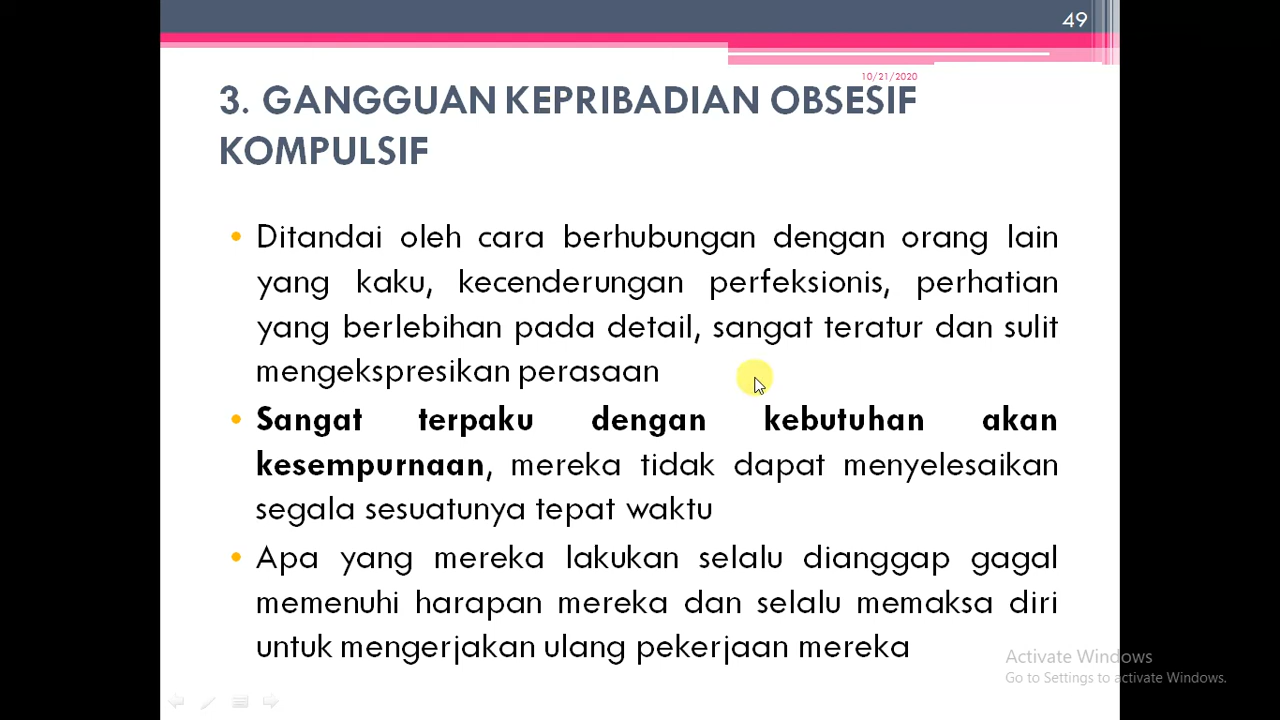 49
10/21/2020
3. GANGGUAN KEPRIBADIAN OBSESIF
KOMPULSIF
• Ditandai oleh cara berhubungan dengan orang lain
yang kaku, kecenderungan perfeksionis, perhatian
yang berlebihan pada detail, sangat teratur dan sulit
mengekspresikan perasaan
• Sangat terpaku dengan kebutuhan akan
kesempurnaan, mereka tidak dapat menyelesaikan
segala sesuatunya tepat waktu
• Apa yang mereka lakukan selalu dianggap gagal
memenuhi harapan mereka dan selalu memaksa diri
untuk mengerjakan ulang pekerjaan mereka
Activate Windows
Go to Settings to activate Windows.